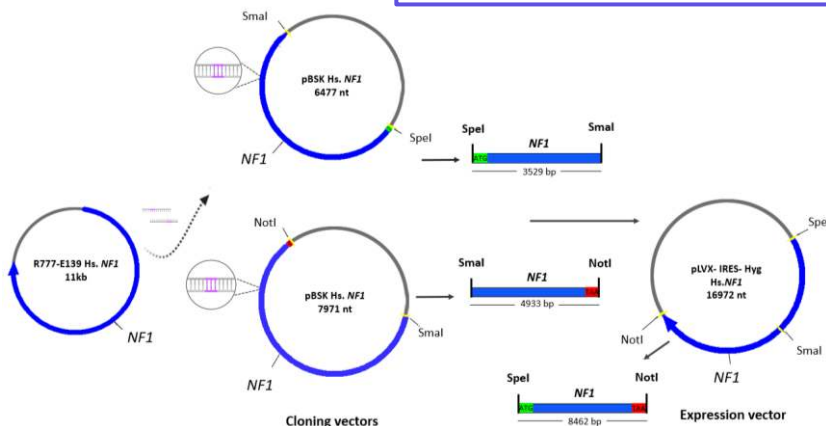 SmaI
pBSK Hs. NF1
6477 nt
SpeI
NF1
SpeI
SmaI
NF1
ATG
3529 bp
R777-E139 Hs. NF1
11kb
NF1
NotI
pBSK Hs. NF1
7971 nt
SmaI
NF1
Cloning vectors
SmaI
NotI
NF1
4933 bp
pLVX- IRES- Hyg
Hs.NF1
16972 nt
NotI
SmaI
NF1
Expression vector
SpeI
NotI
NF1
ATG
8462 bp